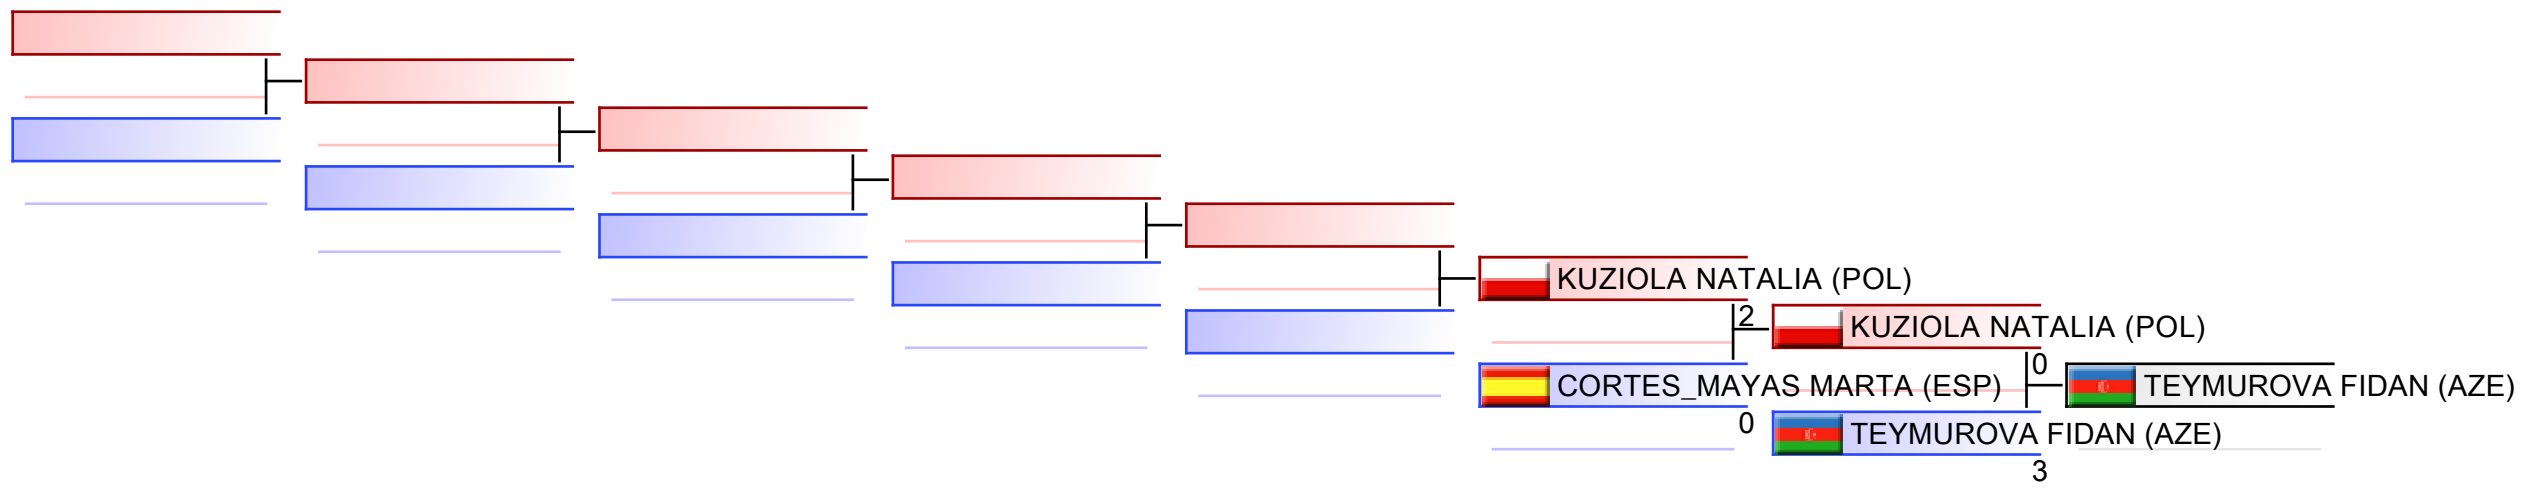 KUZIOLA NATALIA (POL)
2
KUZIOLA NATALIA (POL)
CORTES_MAYAS MARTA (ESP)
0
0
TEYMUROVA FIDAN (AZE)
TEYMUROVA FIDAN (AZE)
3